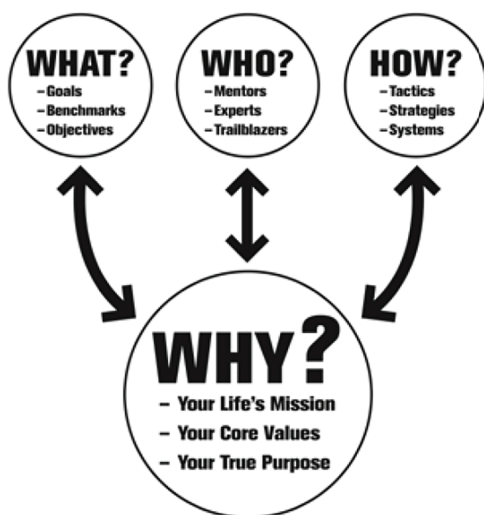 WHAT?
–Goals
–Benchmarks
–Objectives
WHO?
–Mentors
–Experts
–Trailblazers
HOW?
–Tactics
–Strategies
–Systems
WHY?
– Your Life's Mission
– Your Core Values
– Your True Purpose